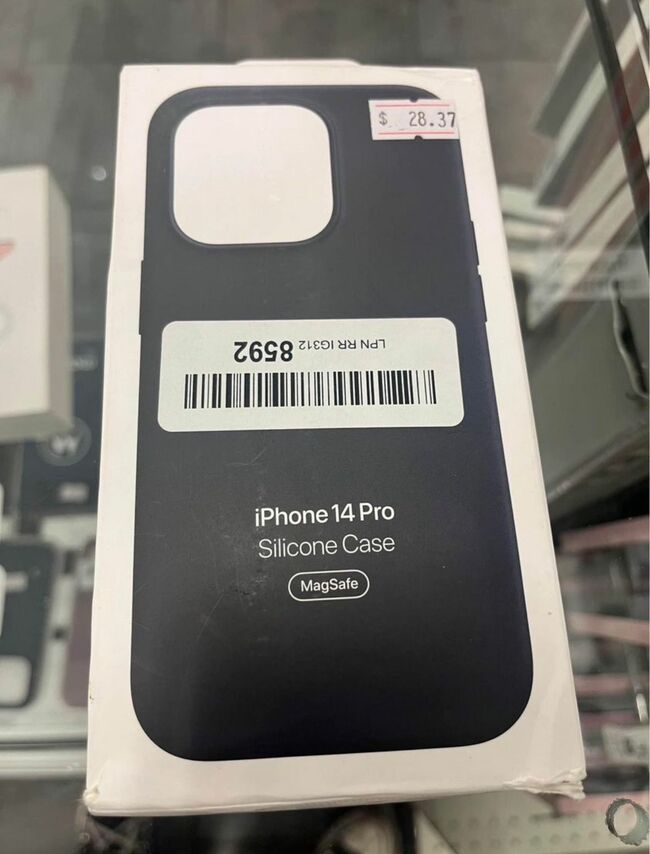 $ 28.37
LPN RR IG312 8592
iPhone 14 Pro
Silicone Case
MagSafe